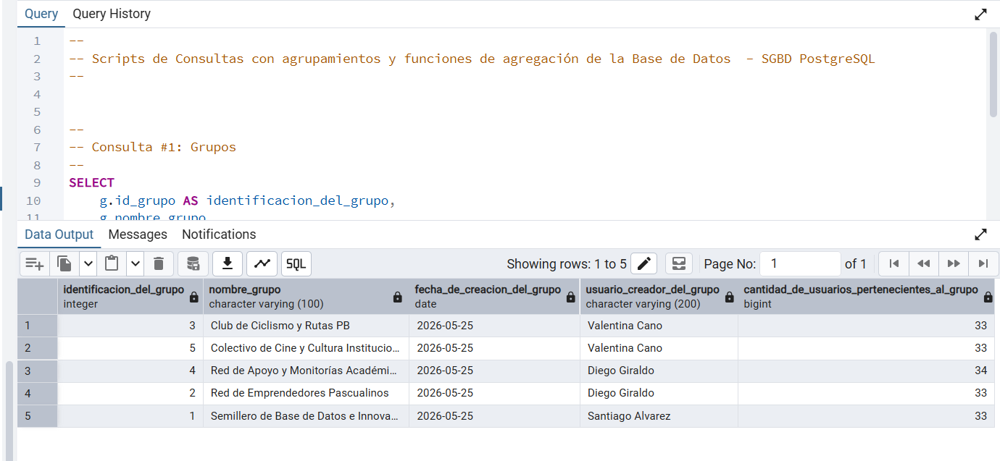 Query Query History
1 --
2 -- Scripts de Consultas con agrupamientos y funciones de agregación de la Base de Datos  - SGBD PostgreSQL
3 --
4
5
6 --
7 -- Consulta #1: Grupos
8 --
9 SELECT
10 g.id_grupo AS identificacion_del_grupo,
11 g.nombre_grupo
Data Output Messages Notifications
SQL Showing rows: 1 to 5 Page No: 1 of 1
identificacion_del_grupo nombre_grupo fecha_de_creacion_del_grupo usuario_creador_del_grupo cantidad_de_usuarios_pertenecientes_al_grupo
integer character varying (100) date character varying (200) bigint
1 3 Club de Ciclismo y Rutas PB 2026-05-25 Valentina Cano 33
2 5 Colectivo de Cine y Cultura Institucio... 2026-05-25 Valentina Cano 33
3 4 Red de Apoyo y Monitorías Académi... 2026-05-25 Diego Giraldo 34
4 2 Red de Emprendedores Pascualinos 2026-05-25 Diego Giraldo 33
5 1 Semillero de Base de Datos e Innova... 2026-05-25 Santiago Alvarez 33